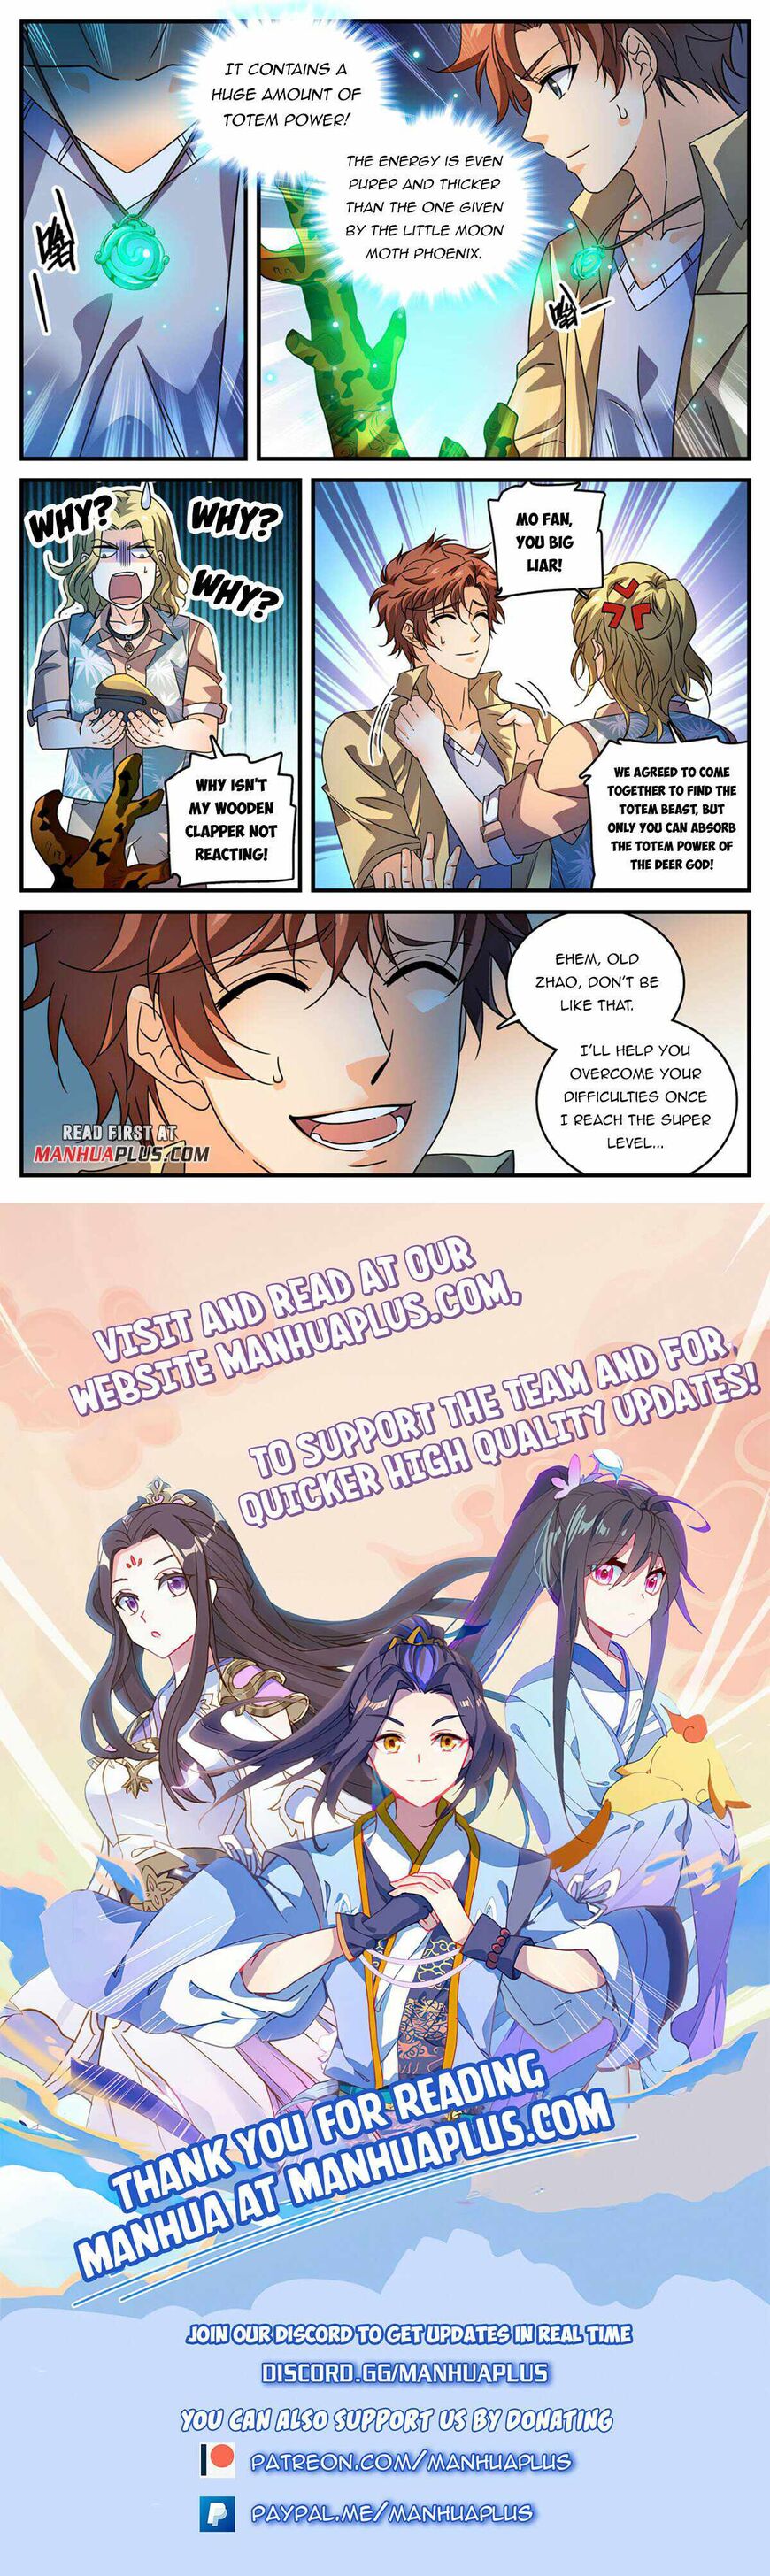 IT CONTAINS A
HUGE AMOUNT OF
TOTEM POWER!
THE ENERGY IS EVEN
PURER AND THICKER
THAN THE ONE GIVEN
BY THE LITTLE MOON
MOTH PHOENIX.
WHY?
WHY?
WHY?
WHY ISN'T
MY WOODEN
CLAPPER NOT
REACTING!
MO FAN,
YOU BIG
LIAR!
WE AGREED TO COME
TOGETHER TO FIND THE
TOTEM BEAST, BUT
ONLY YOU CAN ABSORB
THE TOTEM POWER OF
THE DEER GOD!
EHEM, OLD
ZHAO, DON'T BE
LIKE THAT.
I'LL HELP YOU
OVERCOME YOUR
DIFFICULTIES ONCE
I REACH THE SUPER
LEVEL...
READ FIRST AT
MANHUAPLUS.COM
VISIT AND READ AT OUR
WEBSITE MANHUAPLUS.COM,
TO SUPPORT THE TEAM AND FOR
QUICKER HIGH QUALITY UPDATES!
THANK YOU FOR READING
MANHUA AT MANHUAPLUS.COM
JOIN OUR DISCORD TO GET UPDATES IN REAL TIME
DISCORD.GG/MANHUAPLUS
YOU CAN ALSO SUPPORT US BY DONATING
PATREON.COM/MANHUAPLUS
PAYPAL.ME/MANHUAPLUS